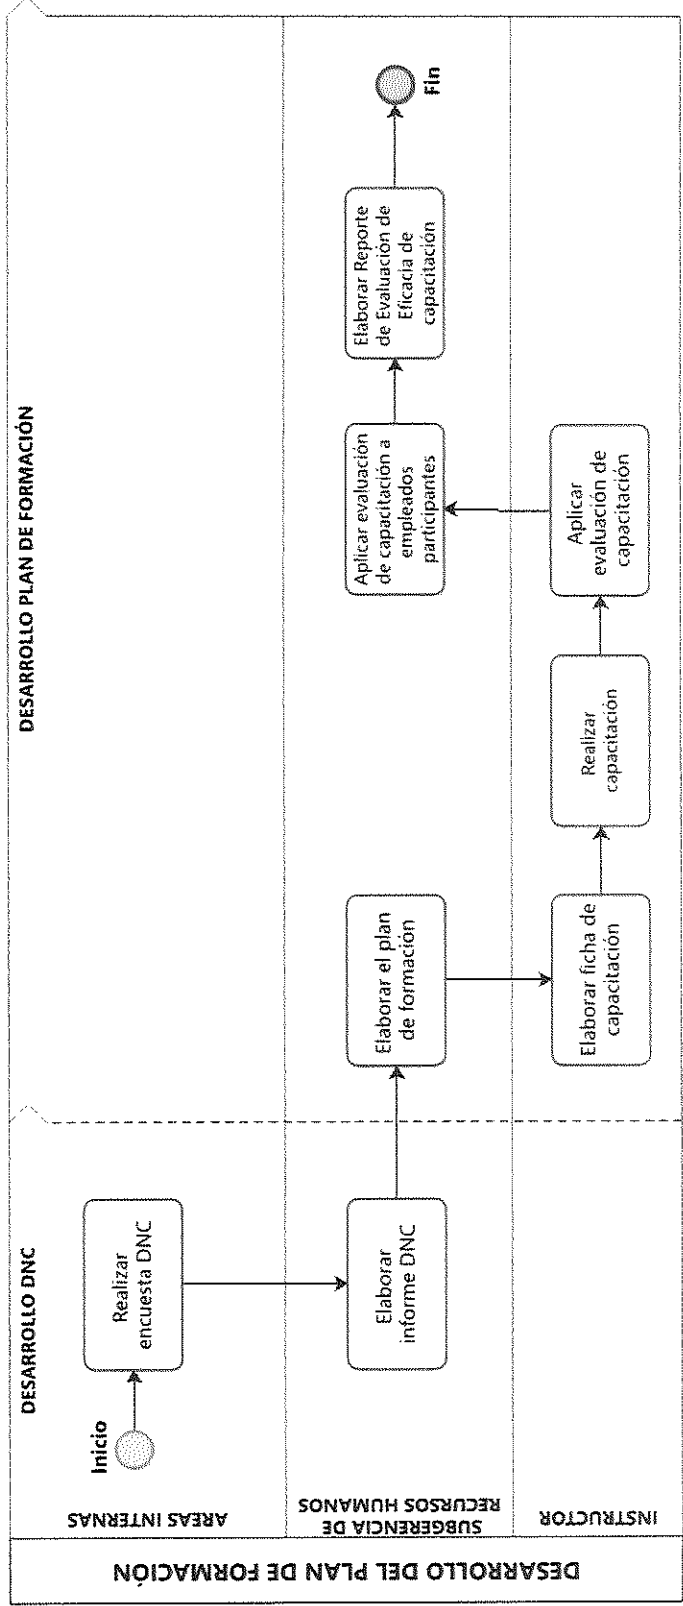 DESARROLLO DEL PLAN DE FORMACIÓN
DESARROLLO DNC
DESARROLLO PLAN DE FORMACIÓN
AREAS INTERNAS
Inicio
Realizar
encuesta DNC
SUBGERENCIA DE
RECURSOS HUMANOS
Elaborar
informe DNC
Elaborar el plan
de formación
Aplicar evaluación
de capacitación a
empleados
participantes
Elaborar Reporte
de Evaluación de
Eficacia de
capacitación
Fin
INSTRUCTOR
Elaborar ficha de
capacitación
Realizar
capacitación
Aplicar
evaluación de
capacitación